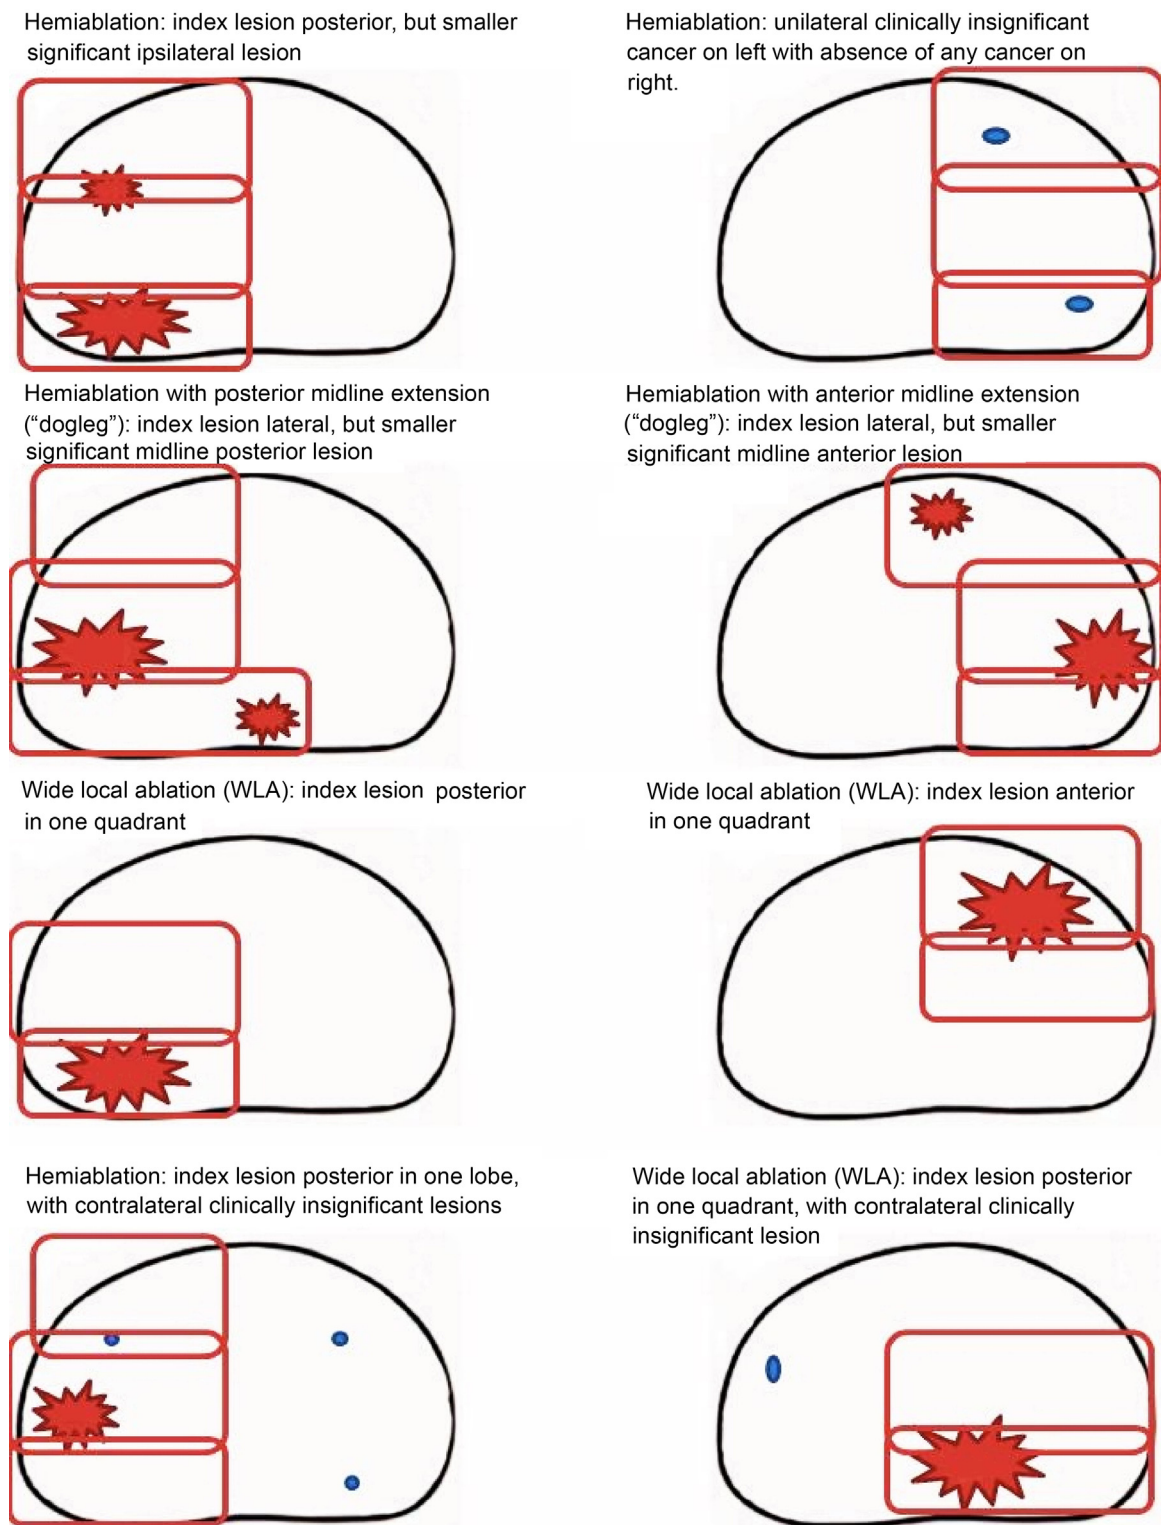 Hemiablation: index lesion posterior, but smaller
significant ipsilateral lesion
Hemiablation: unilateral clinically insignificant
cancer on left with absence of any cancer on
right.
Hemiablation with posterior midline extension
(“dogleg”): index lesion lateral, but smaller
significant midline posterior lesion
Hemiablation with anterior midline extension
(“dogleg”): index lesion lateral, but smaller
significant midline anterior lesion
Wide local ablation (WLA): index lesion posterior
in one quadrant
Wide local ablation (WLA): index lesion anterior
in one quadrant
Hemiablation: index lesion posterior in one lobe,
with contralateral clinically insignificant lesions
Wide local ablation (WLA): index lesion posterior
in one quadrant, with contralateral clinically
insignificant lesion